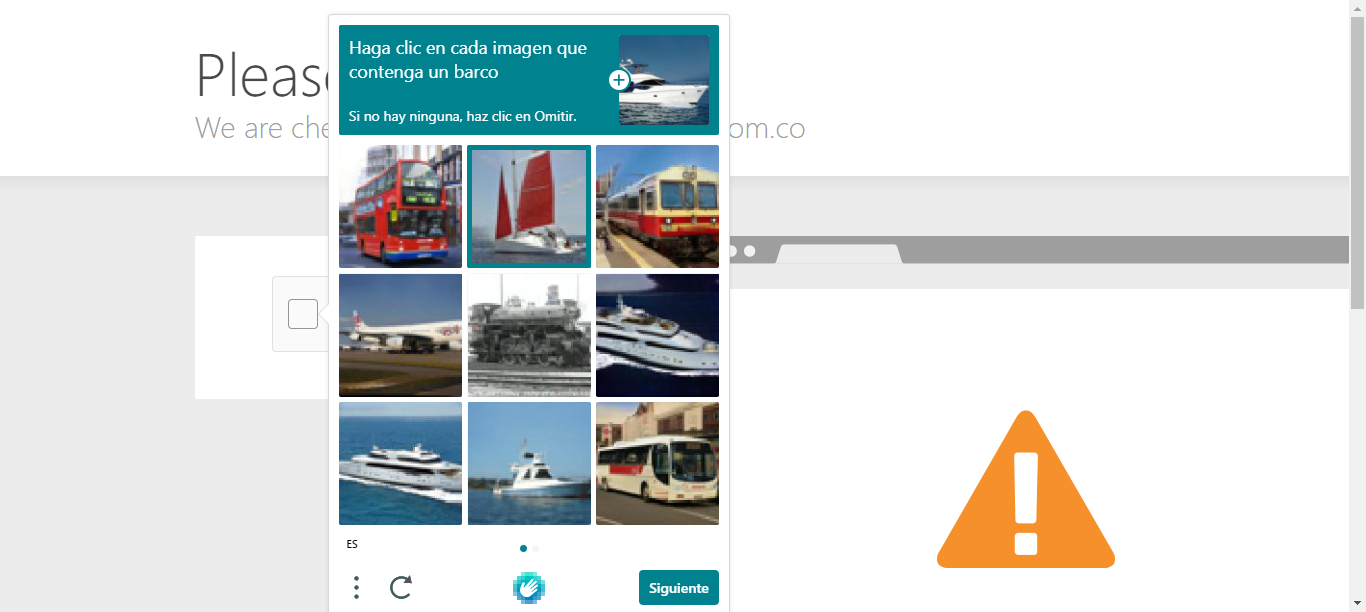 Please
We are che
om.co
Haga clic en cada imagen que
contenga un barco
Si no hay ninguna, haz clic en Omitir.
ES
Siguiente